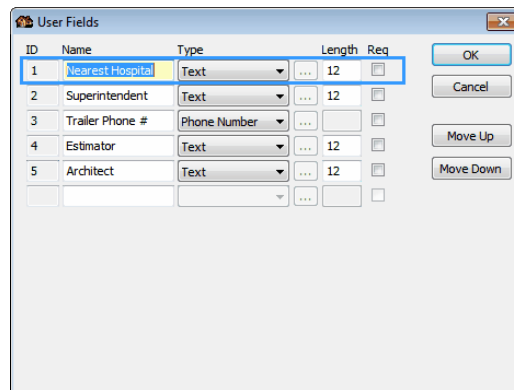 User Fields
ID Name Type Length Req
1 Nearest Hospital Text ... 12
2 Superintendent Text ... 12
3 Trailer Phone # Phone Number ...
4 Estimator Text ... 12
5 Architect Text ... 12
...
OK
Cancel
Move Up
Move Down